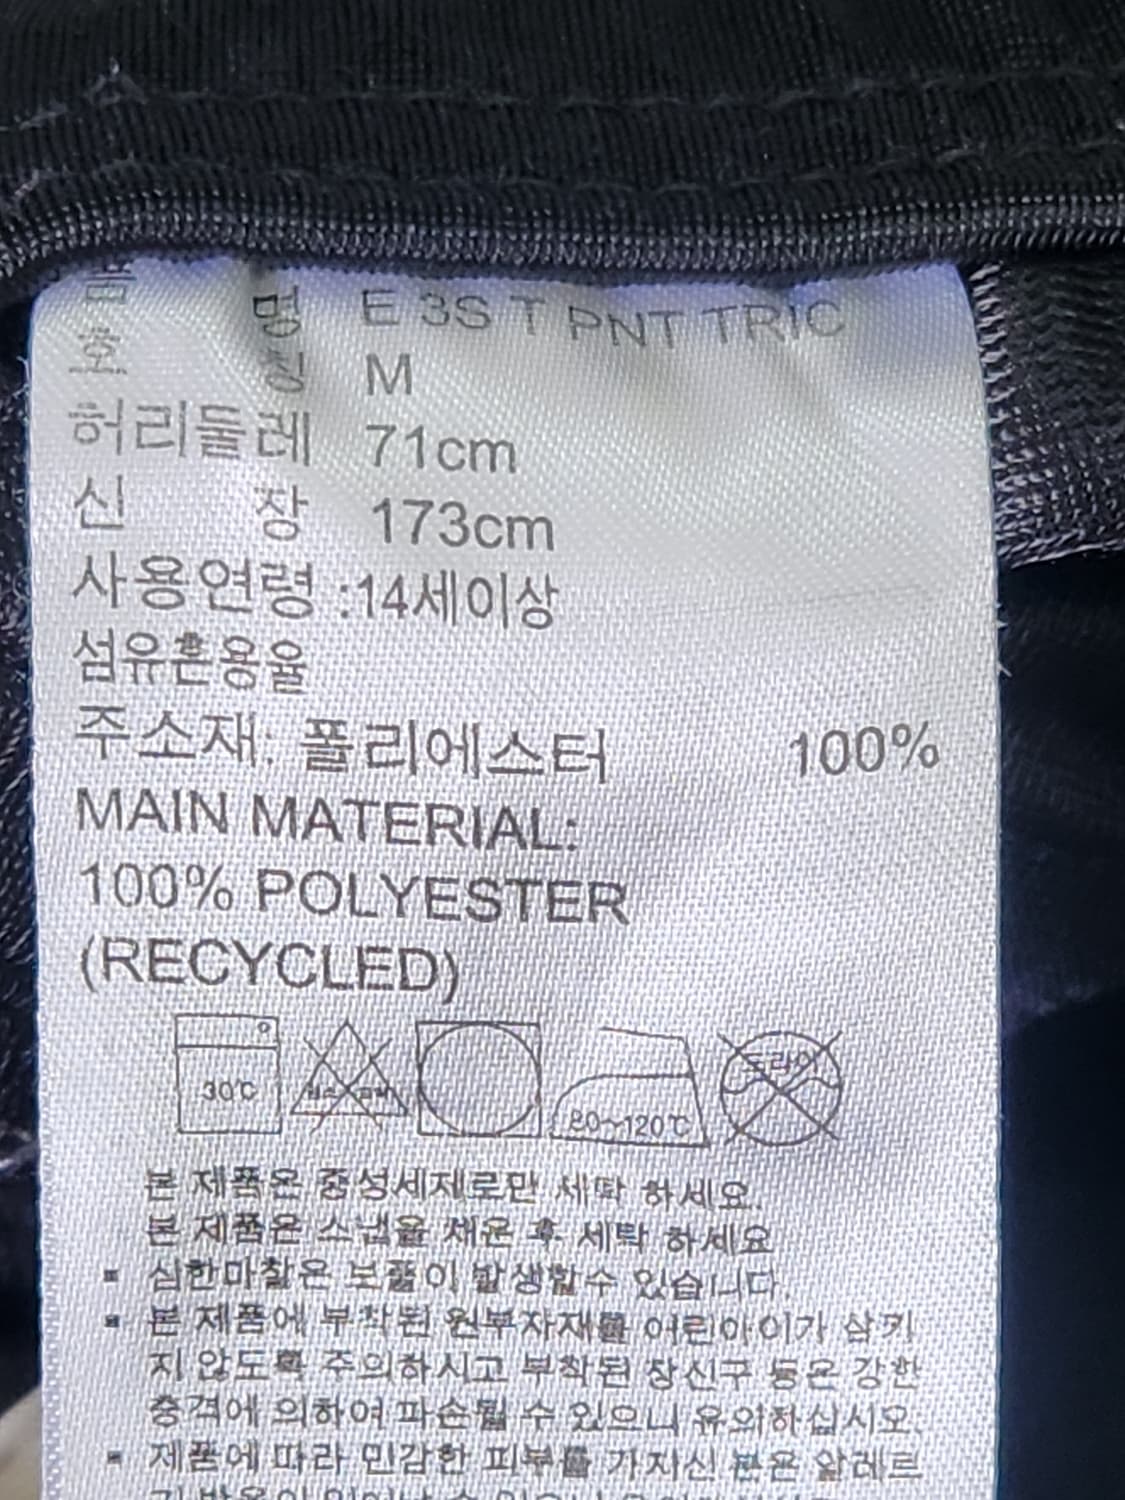 품 명 E 3S T PNT TRIC
호 칭 M
허리둘레 71cm
신 장 173cm
사용연령 :14세이상
섬유혼용율
주소재: 폴리에스터 100%
MAIN MATERIAL:
100% POLYESTER
(RECYCLED)
30℃ 80~120℃ 드라이
본 제품은 중성세제로만 세탁 하세요.
본 제품은 스냅을 채운 후 세탁 하세요
▪ 심한마찰은 보풀이 발생할수 있습니다.
▪ 본 제품에 부착된 원부자재를 어린아이가 삼키
지 않도록 주의하시고 부착된 장신구 등은 강한
충격에 의하여 파손될 수 있으니 유의하십시오.
▪ 제품에 따라 민감한 피부를 가지신 분은 알레르